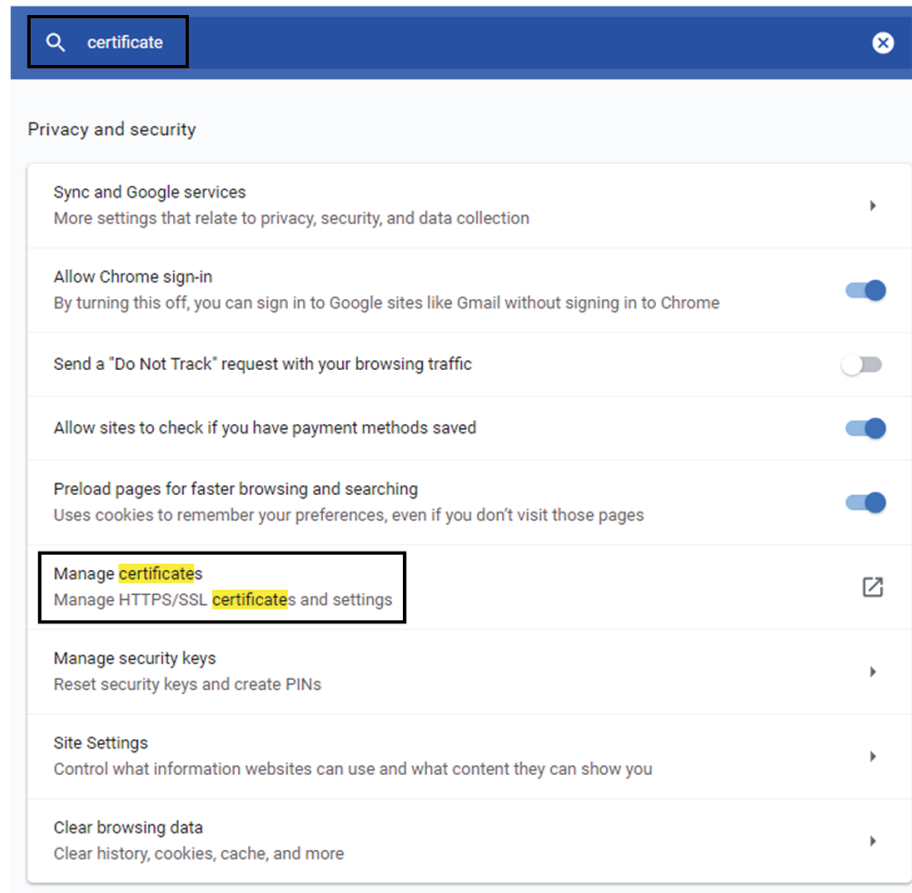 certificate
Privacy and security
Sync and Google services
More settings that relate to privacy, security, and data collection
Allow Chrome sign-in
By turning this off, you can sign in to Google sites like Gmail without signing in to Chrome
Send a "Do Not Track" request with your browsing traffic
Allow sites to check if you have payment methods saved
Preload pages for faster browsing and searching
Uses cookies to remember your preferences, even if you don’t visit those pages
Manage certificates
Manage HTTPS/SSL certificates and settings
Manage security keys
Reset security keys and create PINs
Site Settings
Control what information websites can use and what content they can show you
Clear browsing data
Clear history, cookies, cache, and more